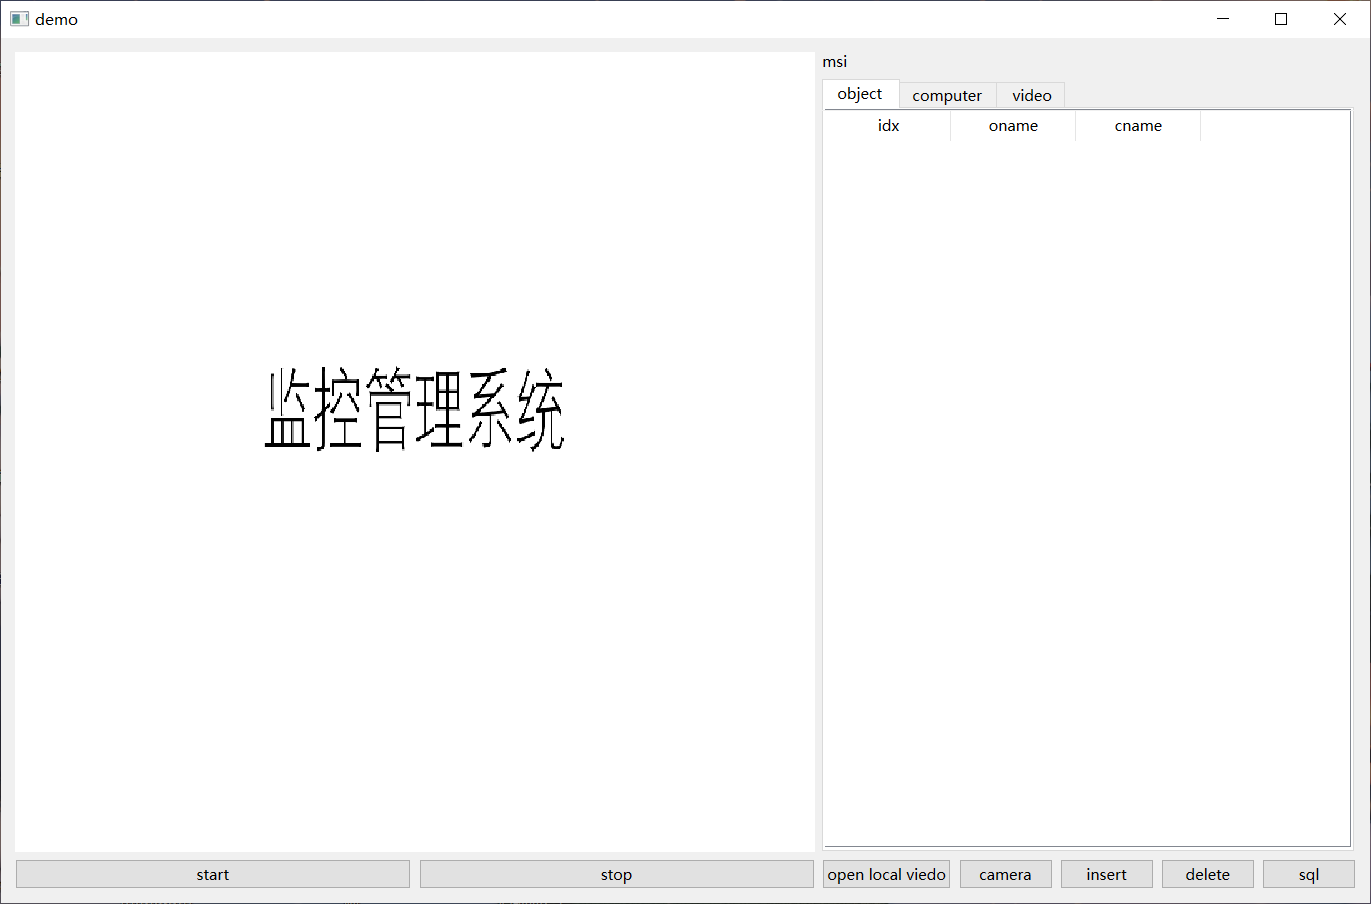 demo
监控管理系统
msi
object computer video
idx oname cname
start stop open local viedo camera insert delete sql